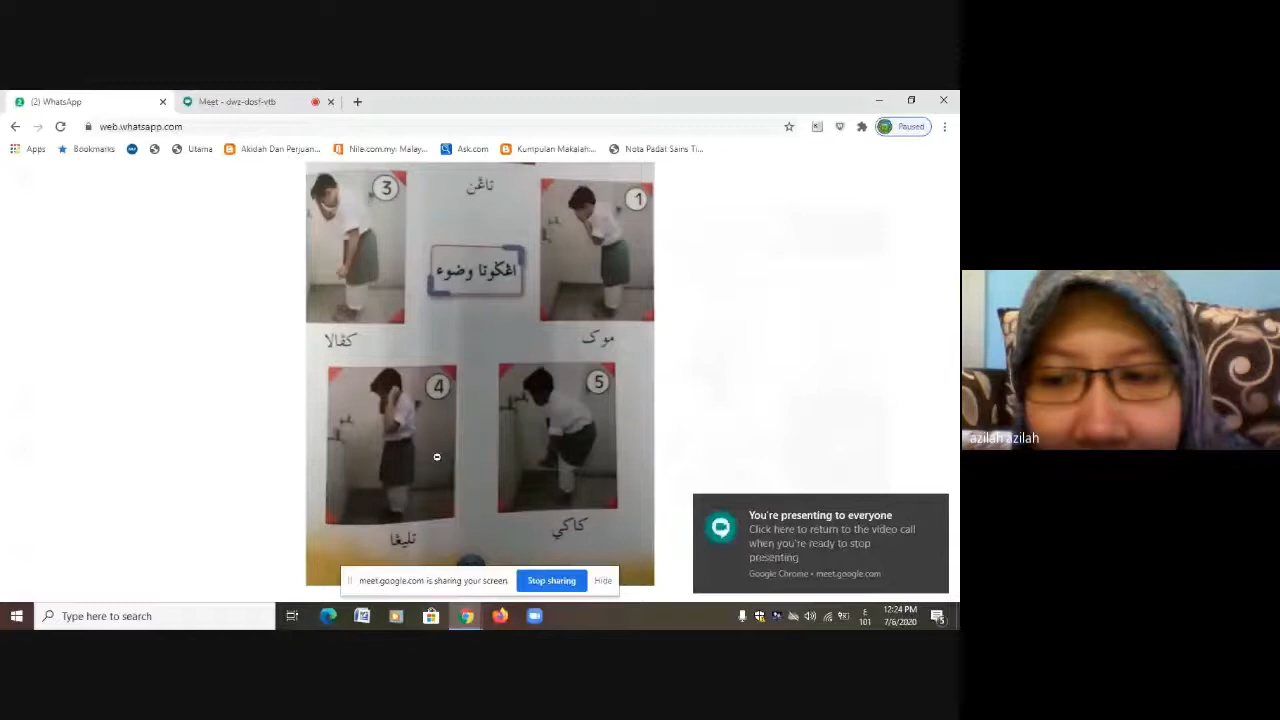 (2) WhatsApp
Meet - dwz-dosf-vtb
web.whatsapp.com
Paused
Apps
Bookmarks
Utama
Akidah Dan Perjuan...
Nile.com.my: Malay...
Ask.com
Kumpulan Makalah:...
Nota Padat Sains Ti...
تاڠن
1
3
اڠݢوتا وضوء
موک
کڤالا
5
4
کاکي
تليڠا
azilah azilah
You're presenting to everyone
Click here to return to the video call
when you're ready to stop
presenting
Google Chrome • meet.google.com
meet.google.com is sharing your screen.
Stop sharing
Hide
Type here to search
12:24 PM
7/6/2020
101
5